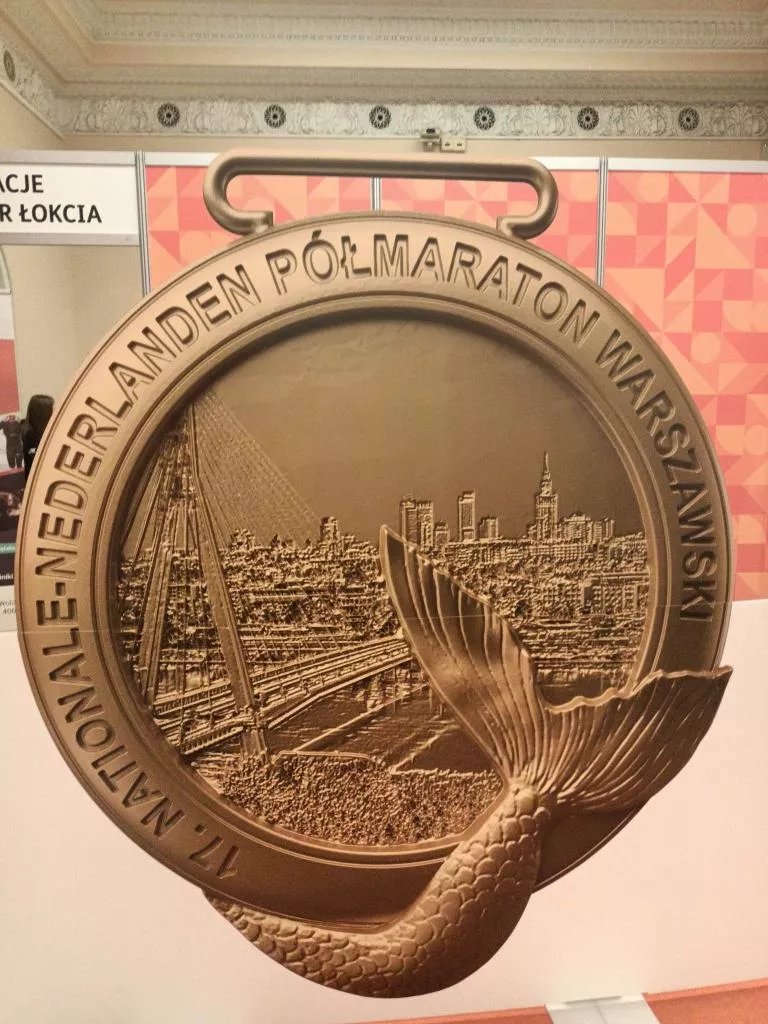 ACJE
R ŁOKCIA
17. NATIONALE-NEDERLANDEN PÓŁMARATON WARSZAWSKI